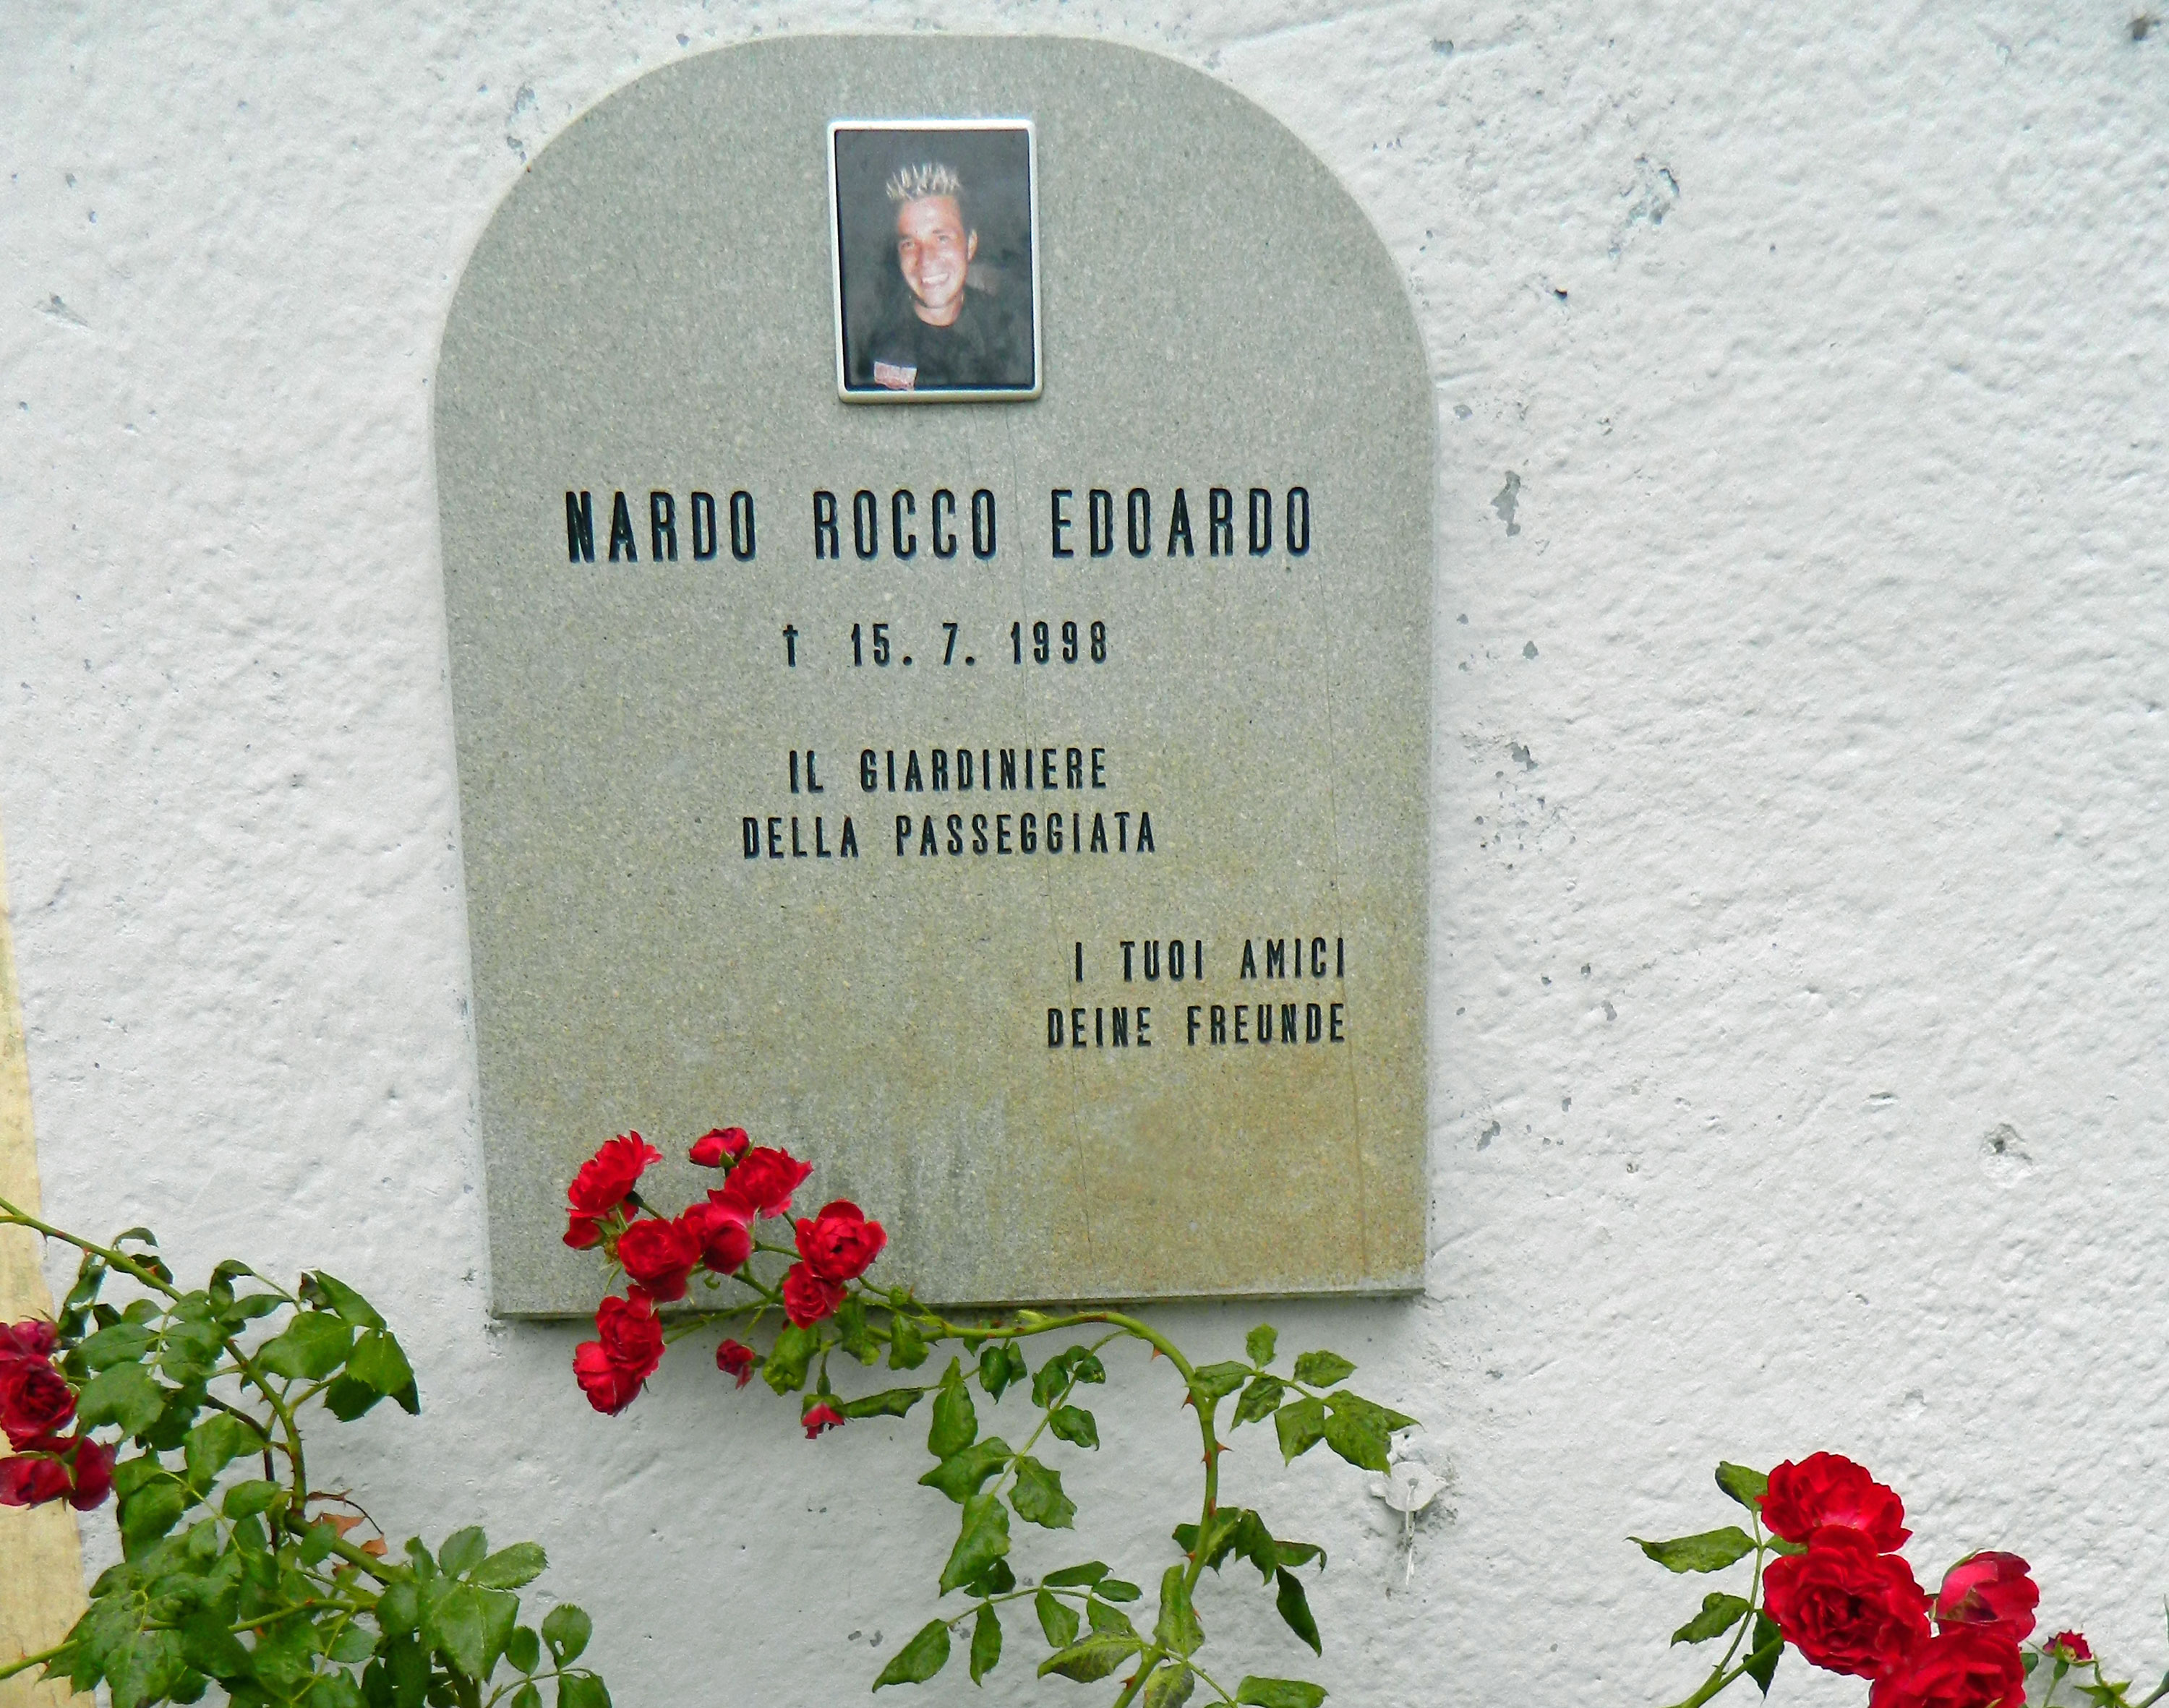 NARDO ROCCO EDOARDO
† 15. 7. 1998
IL GIARDINIERE
DELLA PASSEGGIATA
I TUOI AMICI
DEINE FREUNDE